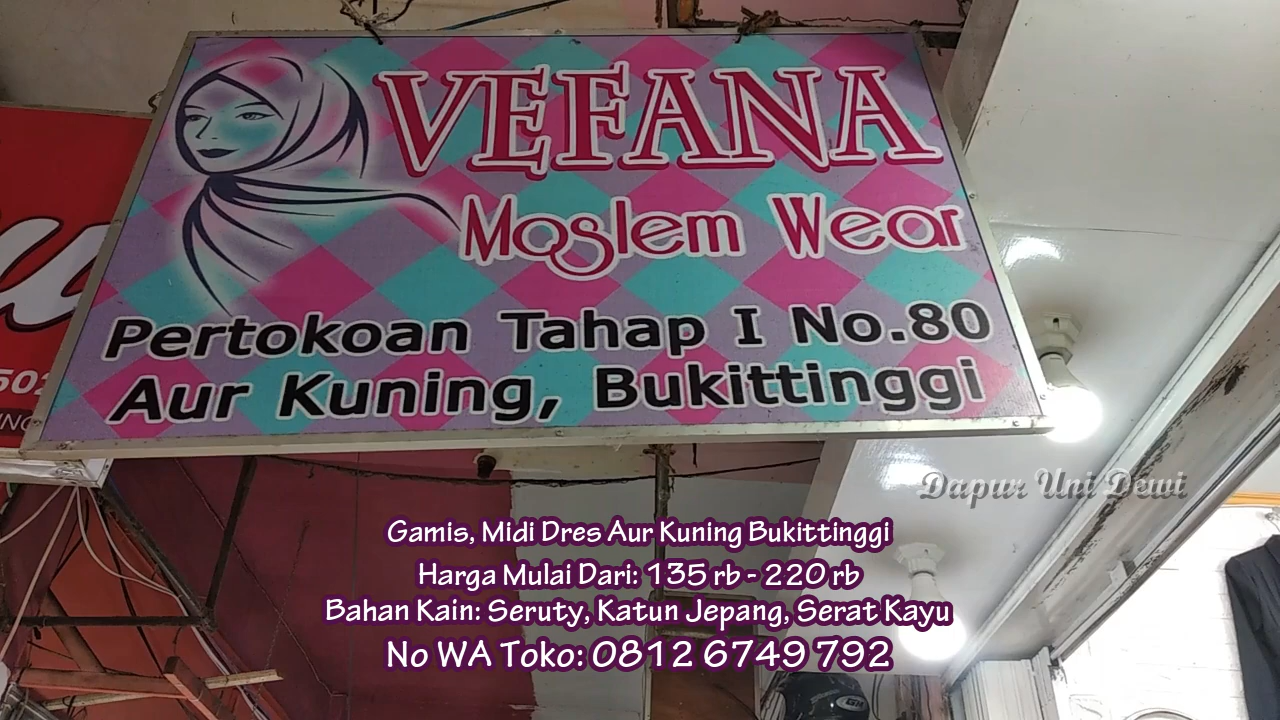 VEFANA
Moslem Wear
Pertokoan Tahap I No.80
Aur Kuning, Bukittinggi
Dapur Uni Dewi
Gamis, Midi Dres Aur Kuning Bukittinggi
Harga Mulai Dari: 135 rb - 220 rb
Bahan Kain: Seruty, Katun Jepang, Serat Kayu
No WA Toko: 0812 6749 792